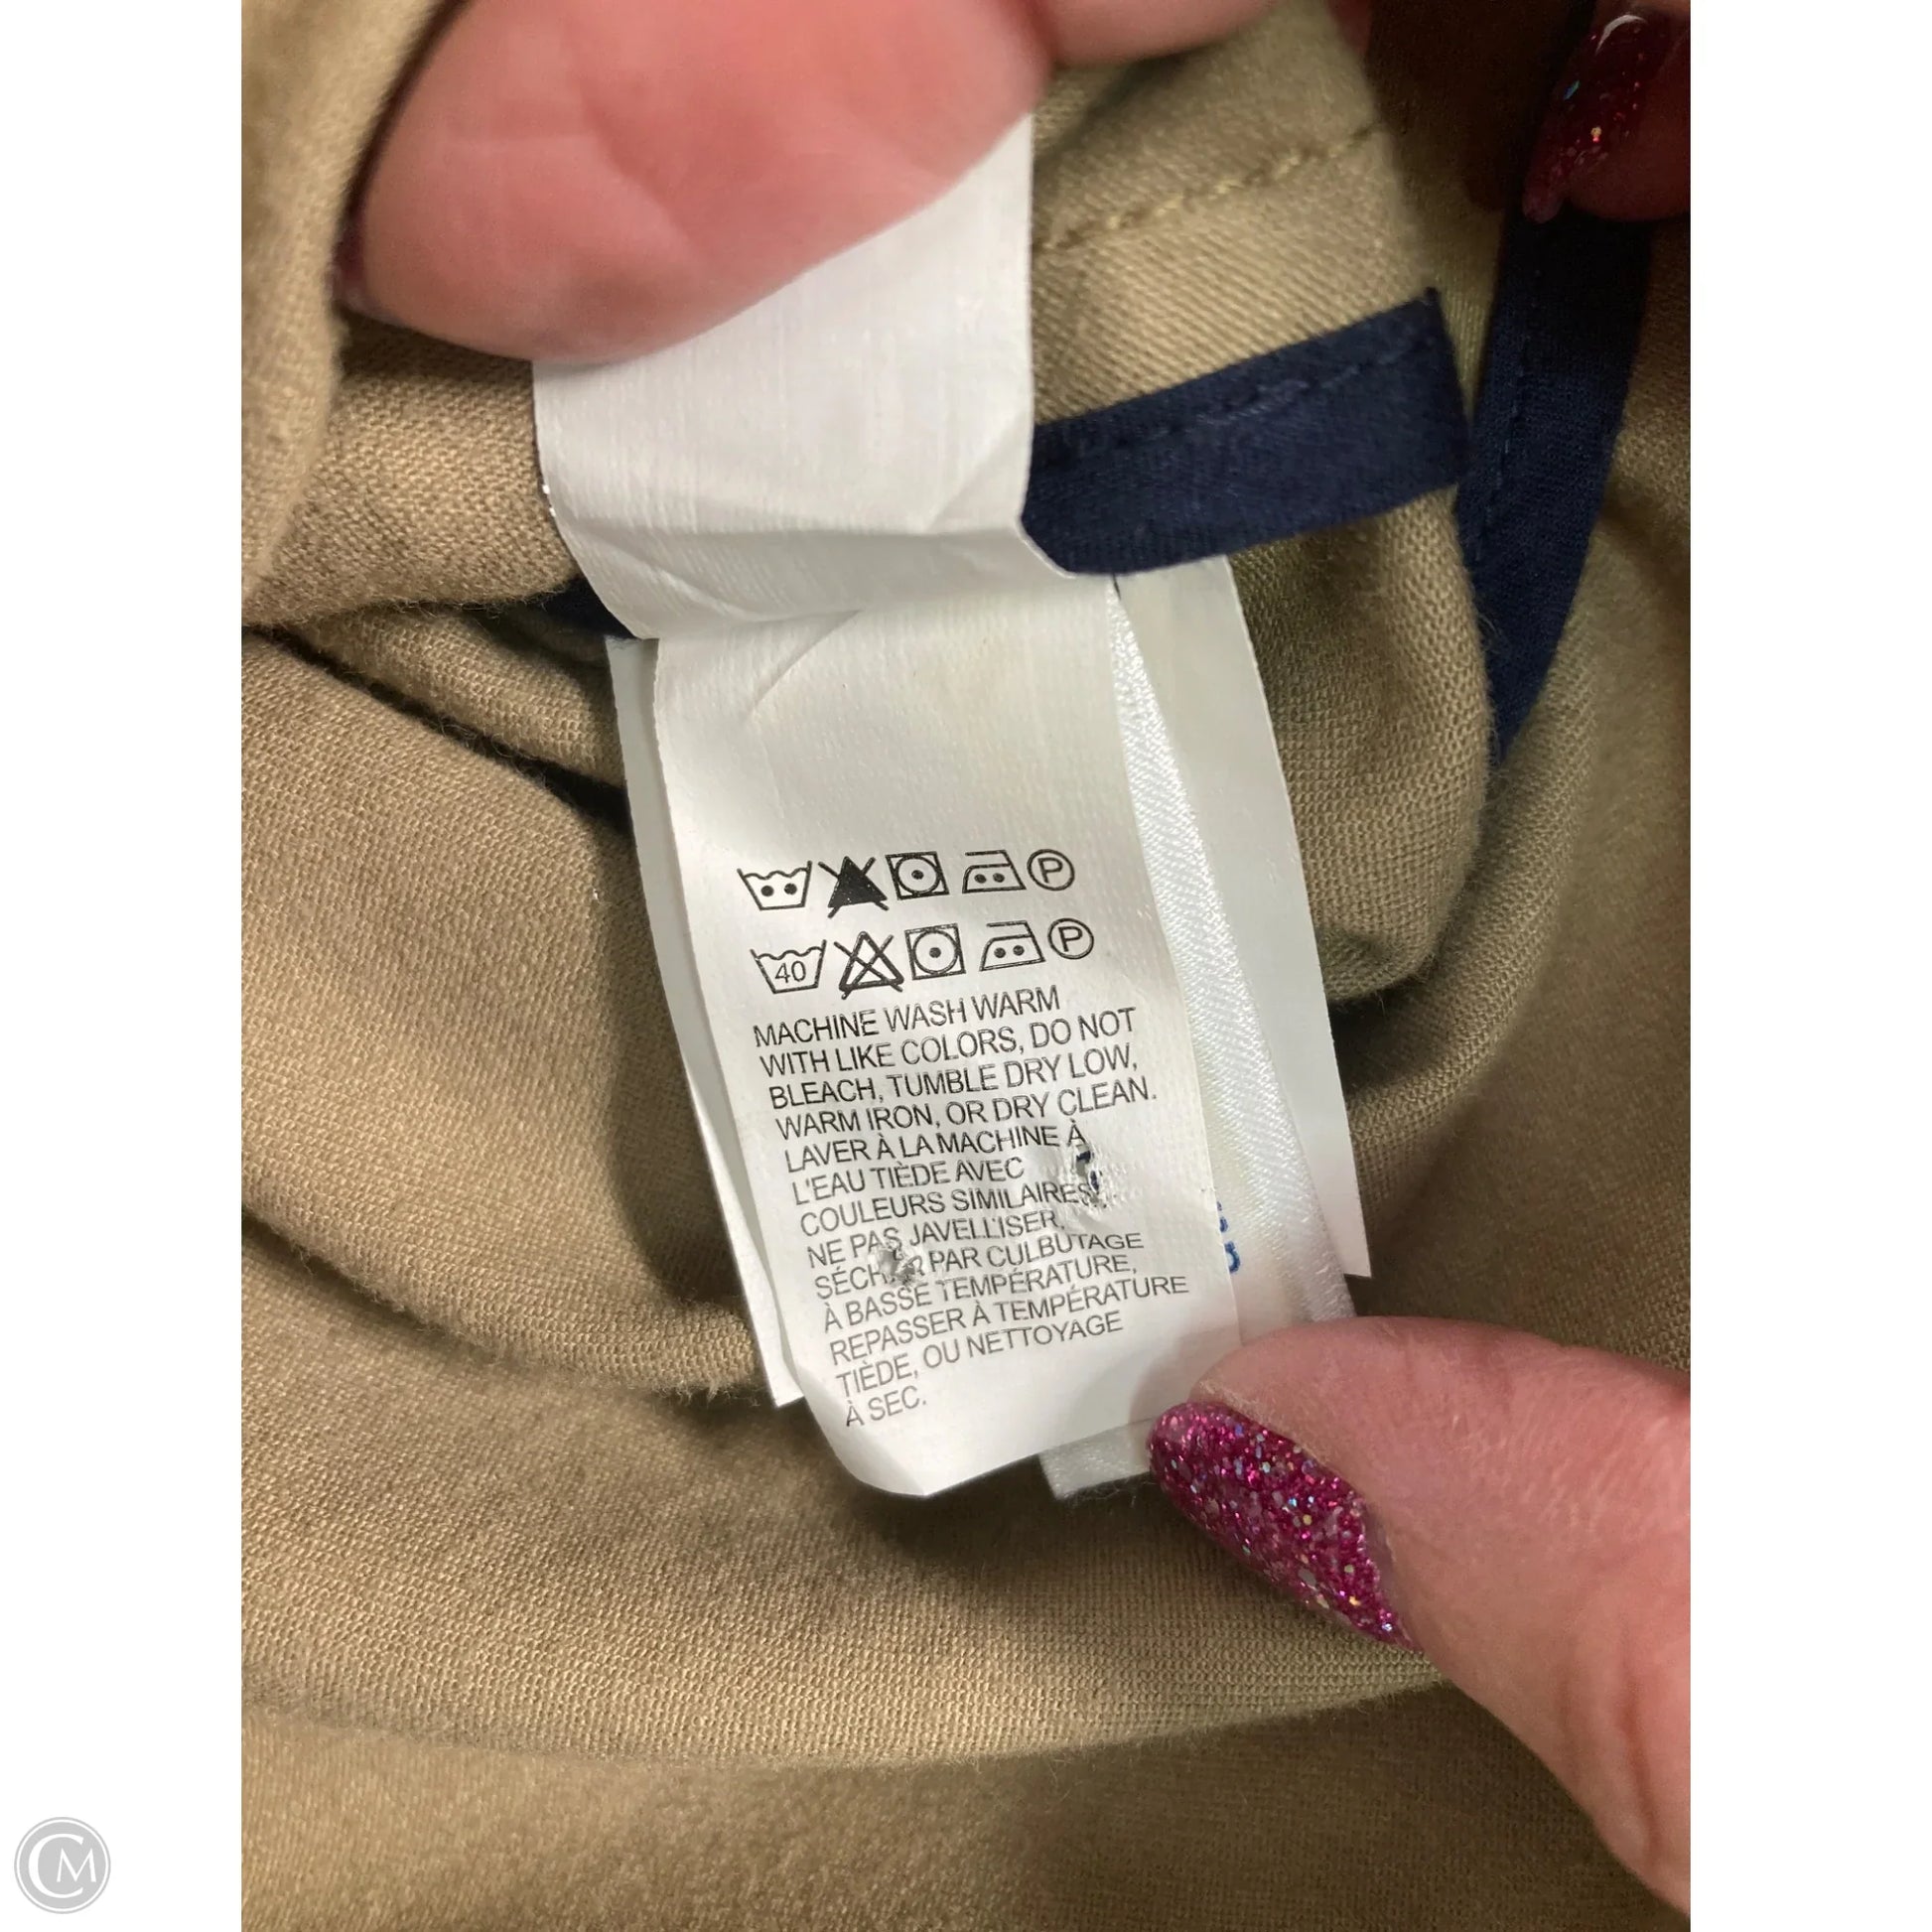 P
40 P
MACHINE WASH WARM
WITH LIKE COLORS, DO NOT
BLEACH, TUMBLE DRY LOW,
WARM IRON, OR DRY CLEAN.
LAVER À LA MACHINE À
L'EAU TIÈDE AVEC
COULEURS SIMILAIRES,
NE PAS JAVELLISER,
PAR CULBUTAGE
À BASSE TEMPÉRATURE,
REPASSER À TEMPÉRATURE
TIÈDE, OU NETTOYAGE
À SEC.
CM